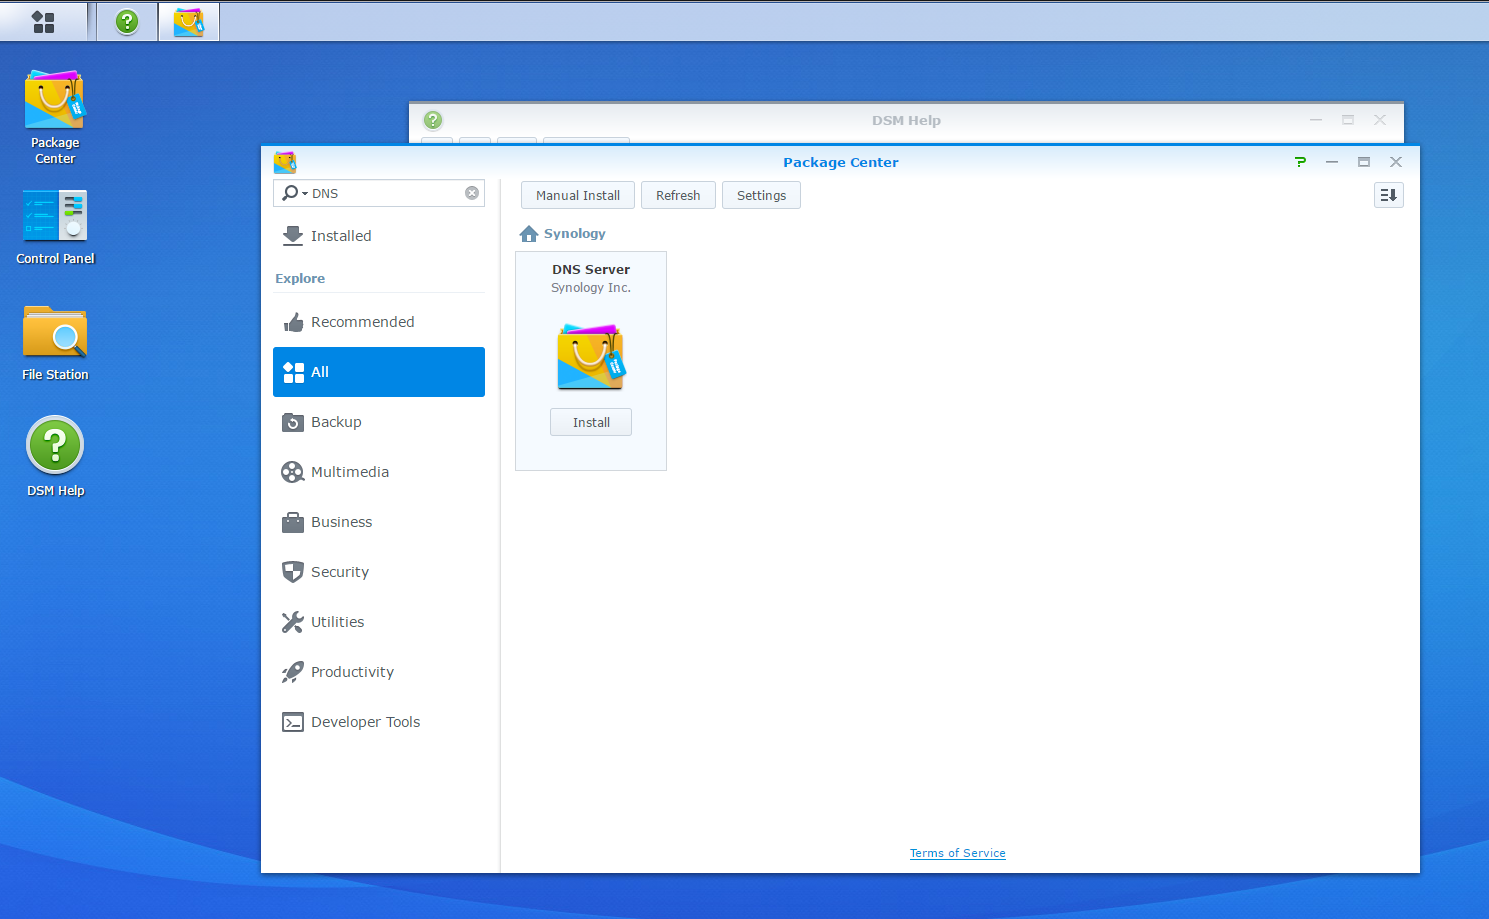 Package
Center
Control Panel
File Station
DSM Help
DSM Help
Package Center
DNS
Installed
Explore
Recommended
All
Backup
Multimedia
Business
Security
Utilities
Productivity
Developer Tools
Manual Install
Refresh
Settings
Synology
DNS Server
Synology Inc.
Install
Terms of Service